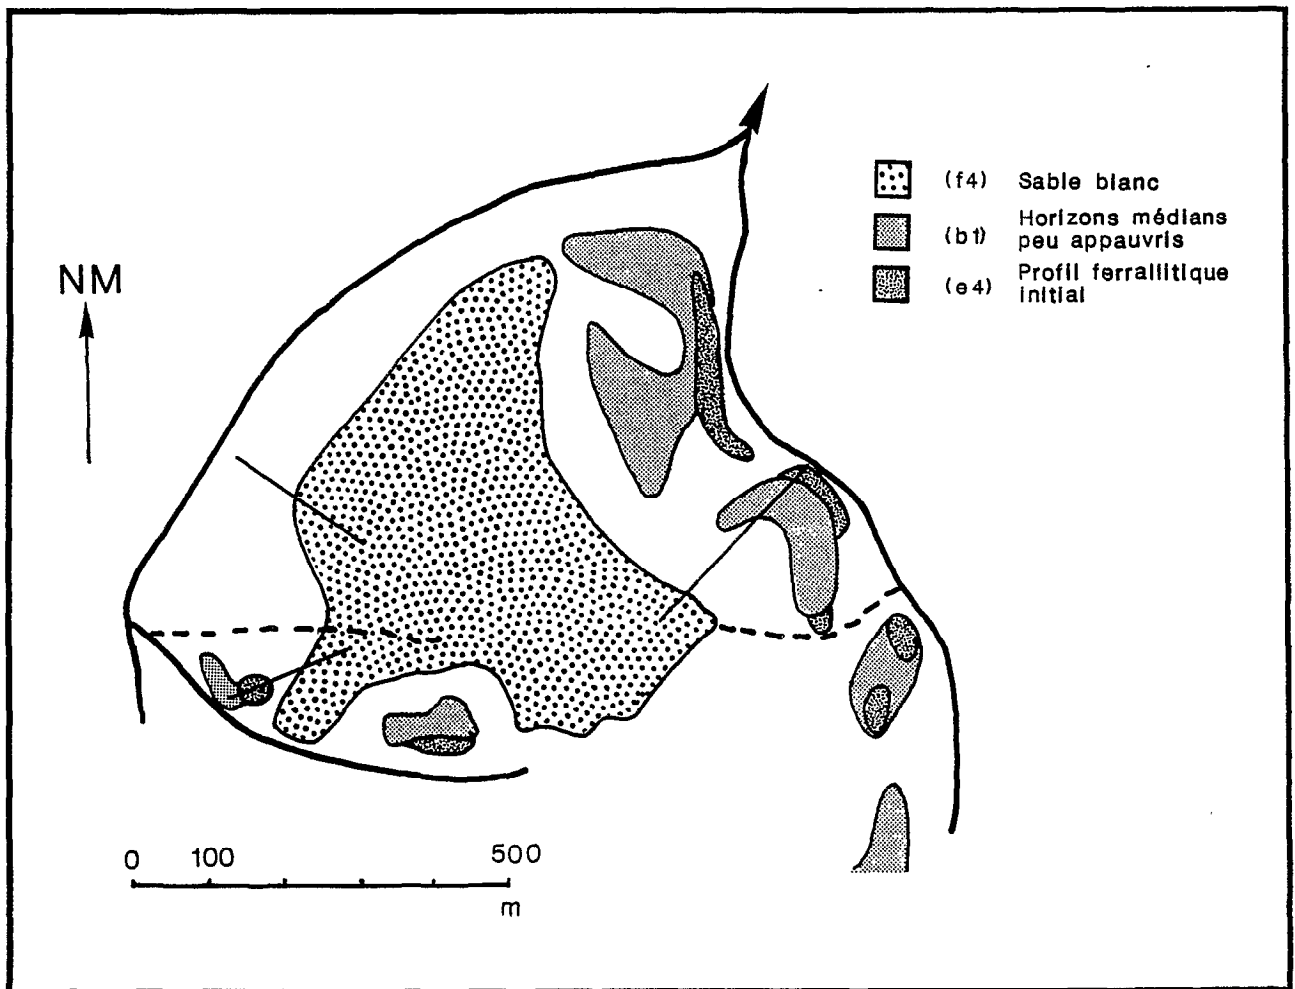 (f4) Sable blanc
(b1) Horizons médians
peu appauvris
(e4) Profil ferrallitique
initial
NM
0 100 500
m